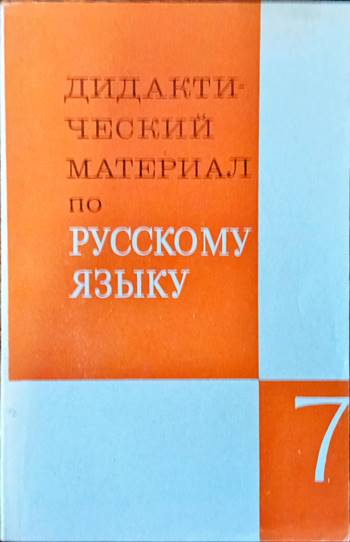 ДИДАКТИ-
ЧЕСКИЙ
МАТЕРИАЛ
ПО
РУССКОМУ
ЯЗЫКУ
7